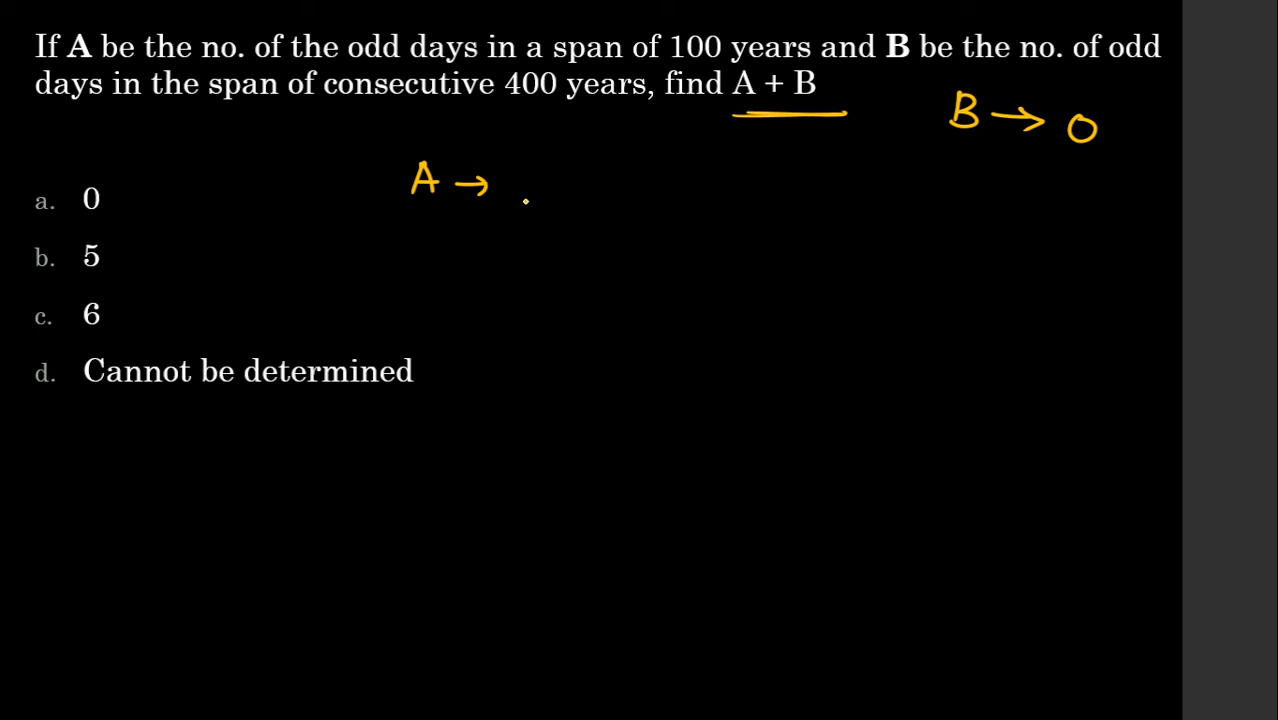 If A be the no. of the odd days in a span of 100 years and B be the no. of odd
days in the span of consecutive 400 years, find A + B
B → 0
A →
a. 0
b. 5
c. 6
d. Cannot be determined